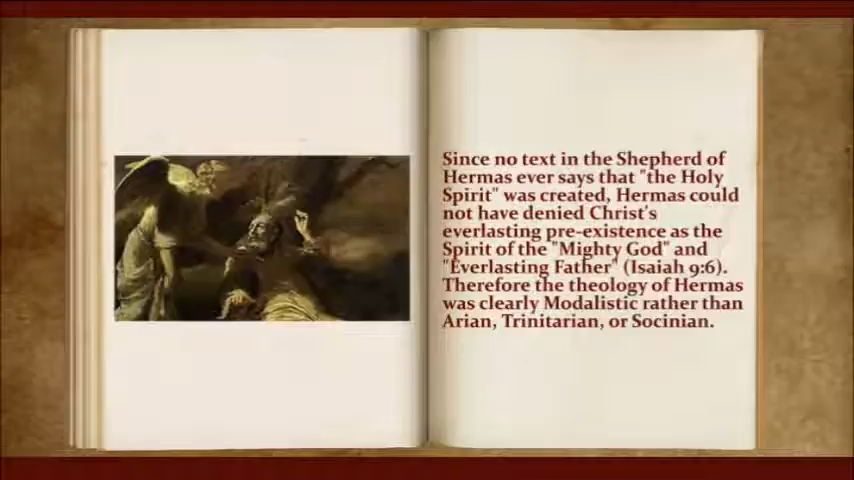 Since no text in the Shepherd of
Hermas ever says that "the Holy
Spirit" was created, Hermas could
not have denied Christ's
everlasting pre-existence as the
Spirit of the "Mighty God" and
"Everlasting Father" (Isaiah 9:6).
Therefore the theology of Hermas
was clearly Modalistic rather than
Arian, Trinitarian, or Socinian.